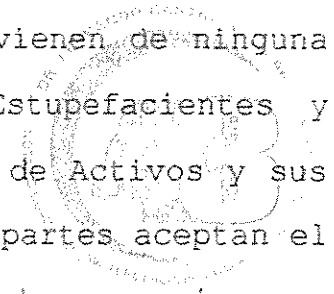 vienen de ninguna
Estupefacientes y
de Activos y sus
partes aceptan el